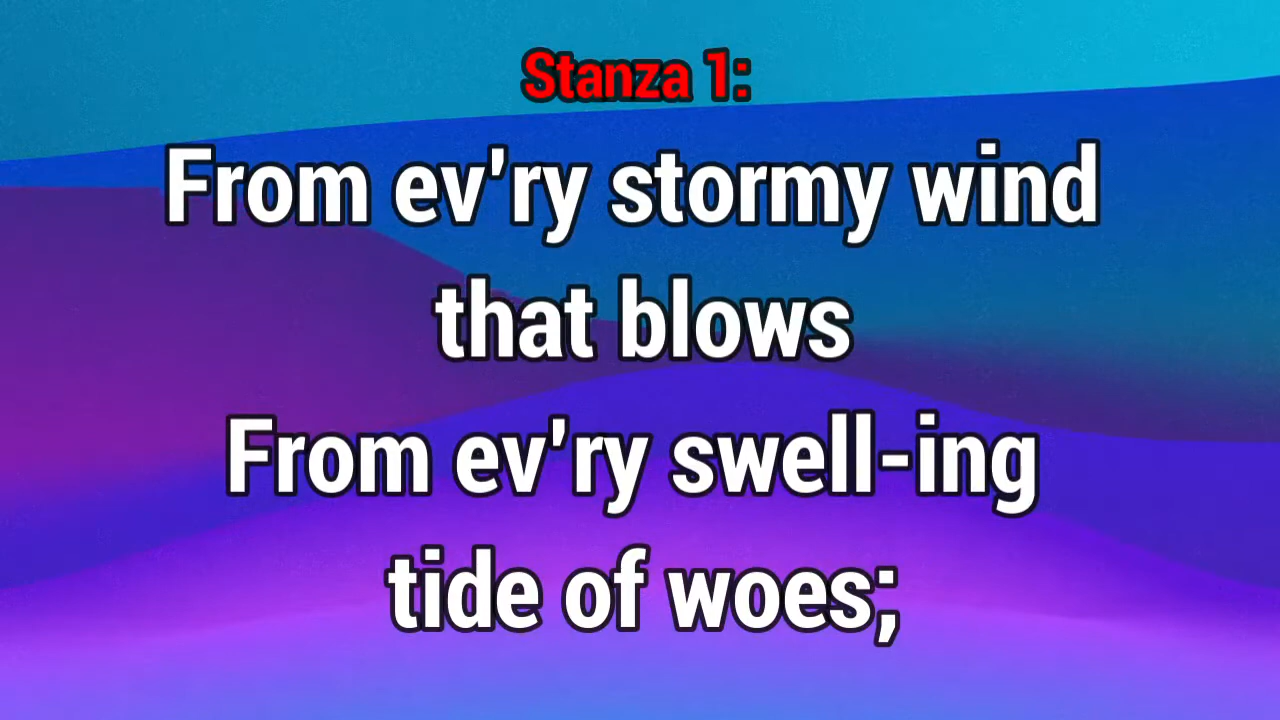 Stanza 1:
From ev'ry stormy wind
that blows
From ev'ry swell-ing
tide of woes;